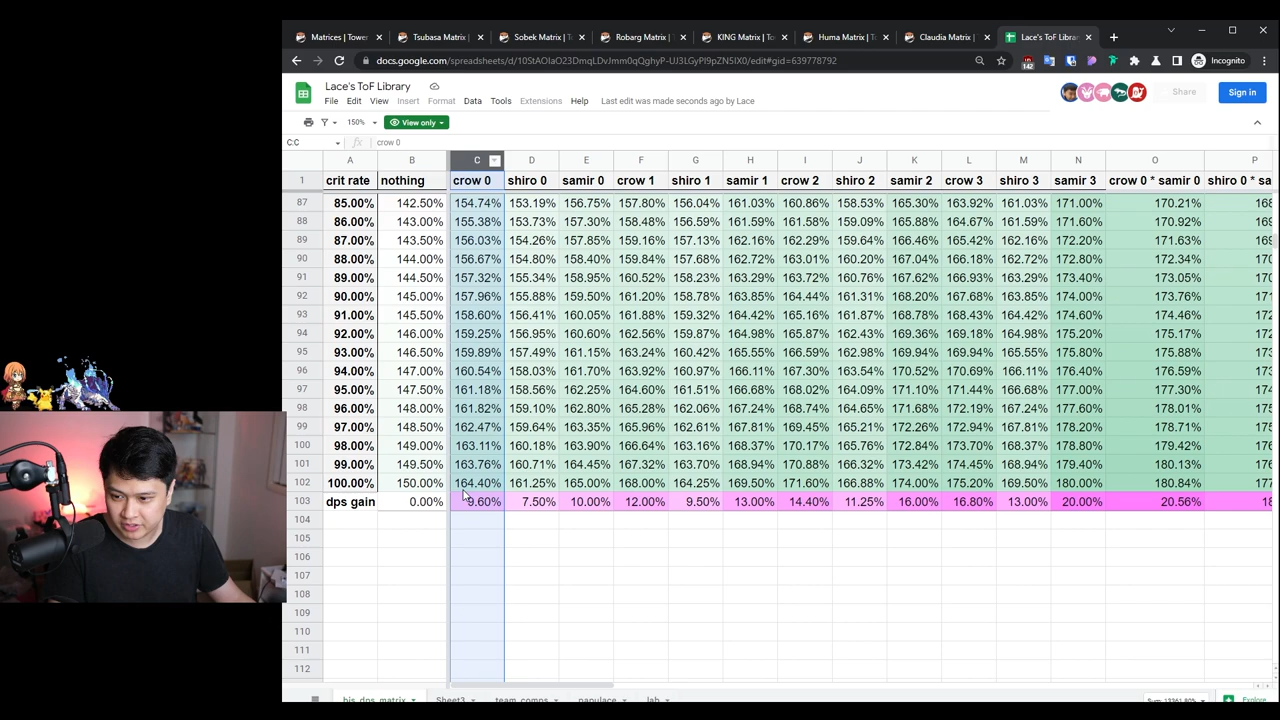 Matrices | Tower
Tsubasa Matrix |
Sobek Matrix | To
Robarg Matrix | T
KING Matrix | To
Huma Matrix | To
Claudia Matrix |
Lace's ToF Librar
docs.google.com/spreadsheets/d/
Incognito
Lace's ToF Library
File Edit View Insert Format Data Tools Extensions Help Last edit was made seconds ago by Lace
Share
Sign in
150% View only
C:C fx crow 0
A B C D E F G H I J K L M N O P
1 crit rate nothing crow 0 shiro 0 samir 0 crow 1 shiro 1 samir 1 crow 2 shiro 2 samir 2 crow 3 shiro 3 samir 3 crow 0 * samir 0 shiro 0 * sa
87 85.00% 142.50% 154.74% 153.19% 156.75% 157.80% 156.04% 161.03% 160.86% 158.53% 165.30% 163.92% 161.03% 171.00% 170.21% 168
88 86.00% 143.00% 155.38% 153.73% 157.30% 158.48% 156.59% 161.59% 161.58% 159.09% 165.88% 164.67% 161.59% 171.60% 170.92% 169
89 87.00% 143.50% 156.03% 154.26% 157.85% 159.16% 157.13% 162.16% 162.29% 159.64% 166.46% 165.42% 162.16% 172.20% 171.63% 169
90 88.00% 144.00% 156.67% 154.80% 158.40% 159.84% 157.68% 162.72% 163.01% 160.20% 167.04% 166.18% 162.72% 172.80% 172.34% 170
91 89.00% 144.50% 157.32% 155.34% 158.95% 160.52% 158.23% 163.29% 163.72% 160.76% 167.62% 166.93% 163.29% 173.40% 173.05% 171
92 90.00% 145.00% 157.96% 155.88% 159.50% 161.20% 158.78% 163.85% 164.44% 161.31% 168.20% 167.68% 163.85% 174.00% 173.76% 171
93 91.00% 145.50% 158.60% 156.41% 160.05% 161.88% 159.32% 164.42% 165.16% 161.87% 168.78% 168.43% 164.42% 174.60% 174.46% 172
94 92.00% 146.00% 159.25% 156.95% 160.60% 162.56% 159.87% 164.98% 165.87% 162.43% 169.36% 169.18% 164.98% 175.20% 175.17% 172
95 93.00% 146.50% 159.89% 157.49% 161.15% 163.24% 160.42% 165.55% 166.59% 162.98% 169.94% 169.94% 165.55% 175.80% 175.88% 173
96 94.00% 147.00% 160.54% 158.03% 161.70% 163.92% 160.97% 166.11% 167.30% 163.54% 170.52% 170.69% 166.11% 176.40% 176.59% 174
97 95.00% 147.50% 161.18% 158.56% 162.25% 164.60% 161.51% 166.68% 168.02% 164.09% 171.10% 171.44% 166.68% 177.00% 177.30% 174
98 96.00% 148.00% 161.82% 159.10% 162.80% 165.28% 162.06% 167.24% 168.74% 164.65% 171.68% 172.19% 167.24% 177.60% 178.01% 175
99 97.00% 148.50% 162.47% 159.64% 163.35% 165.96% 162.61% 167.81% 169.45% 165.21% 172.26% 172.94% 167.81% 178.20% 178.71% 175
100 98.00% 149.00% 163.11% 160.18% 163.90% 166.64% 163.16% 168.37% 170.17% 165.76% 172.84% 173.70% 168.37% 178.80% 179.42% 176
101 99.00% 149.50% 163.76% 160.71% 164.45% 167.32% 163.70% 168.94% 170.88% 166.32% 173.42% 174.45% 168.94% 179.40% 180.13% 176
102 100.00% 150.00% 164.40% 161.25% 165.00% 168.00% 164.25% 169.50% 171.60% 166.88% 174.00% 175.20% 169.50% 180.00% 180.84% 177
103 dps gain 0.00% 9.60% 7.50% 10.00% 12.00% 9.50% 13.00% 14.40% 11.25% 16.00% 16.80% 13.00% 20.00% 20.56% 18
104
105
106
107
108
109
110
111
112
bis_dps_matrix Sheet3 team_comps papulace lab
Explore